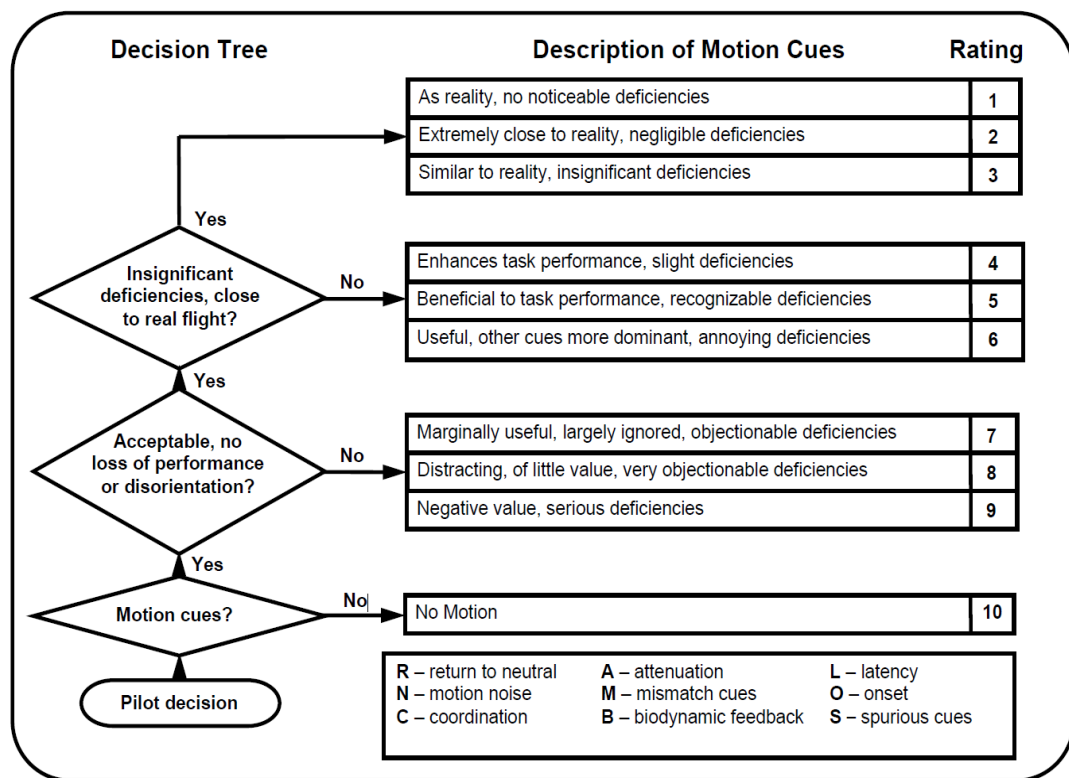 Decision Tree
Description of Motion Cues
Rating
As reality, no noticeable deficiencies
1
Extremely close to reality, negligible deficiencies
2
Similar to reality, insignificant deficiencies
3
Yes
Insignificant
deficiencies, close
to real flight?
No
Enhances task performance, slight deficiencies
4
Beneficial to task performance, recognizable deficiencies
5
Useful, other cues more dominant, annoying deficiencies
6
Yes
Acceptable, no
loss of performance
or disorientation?
No
Marginally useful, largely ignored, objectionable deficiencies
7
Distracting, of little value, very objectionable deficiencies
8
Negative value, serious deficiencies
9
Yes
Motion cues?
No
No Motion
10
Pilot decision
R – return to neutral
A – attenuation
L – latency
N – motion noise
M – mismatch cues
O – onset
C – coordination
B – biodynamic feedback
S – spurious cues